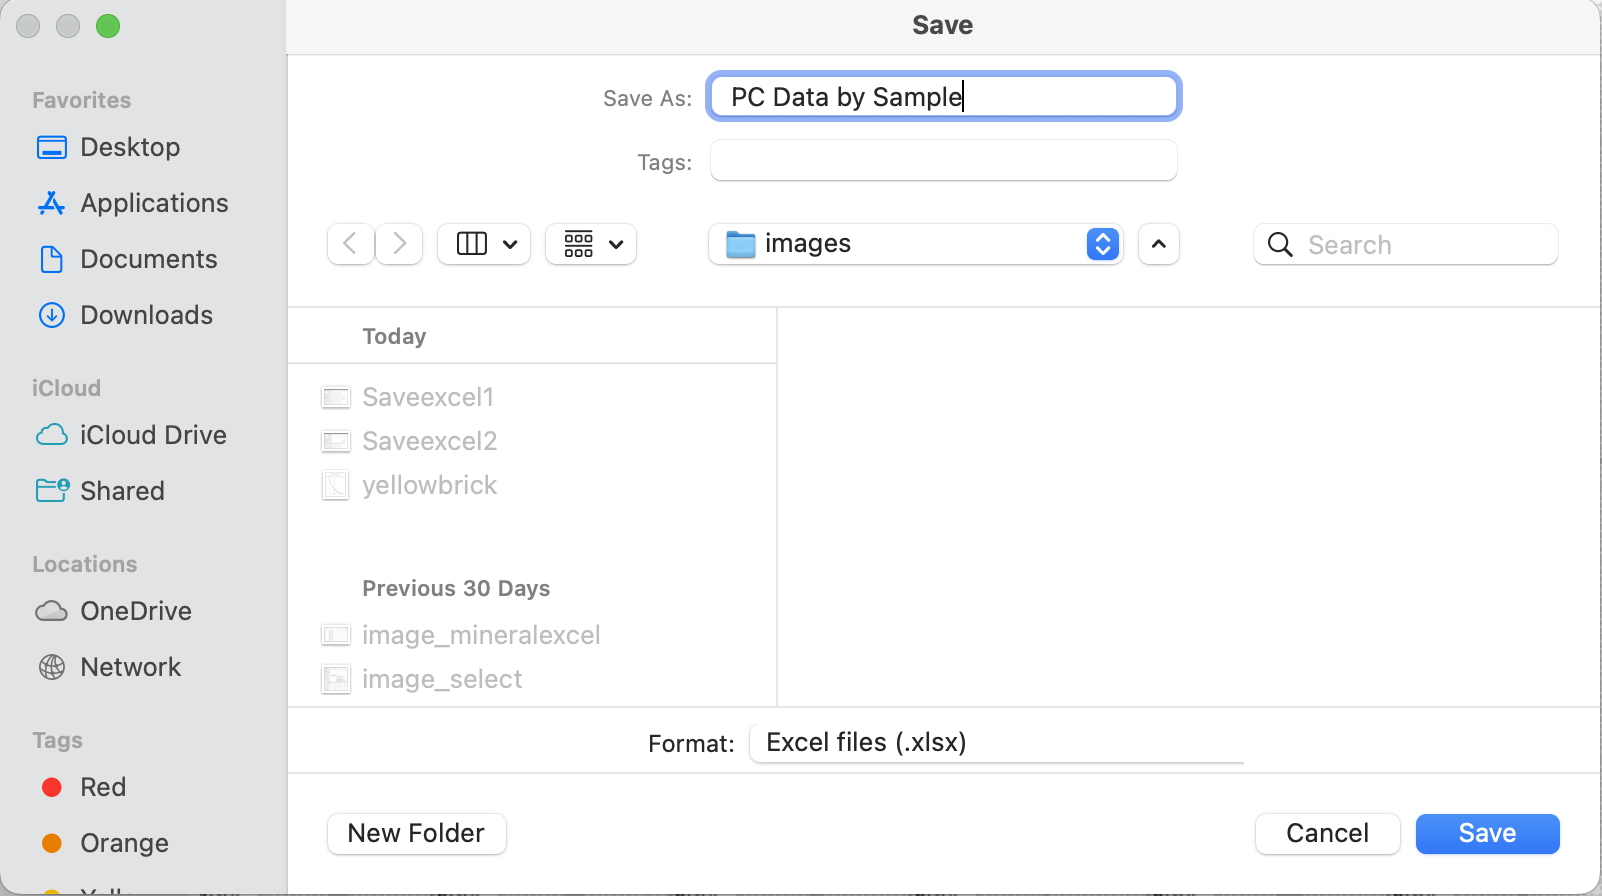 Save
Favorites
Desktop
Applications
Documents
Downloads
iCloud
iCloud Drive
Shared
Locations
OneDrive
Network
Tags
Red
Orange
Save As: PC Data by Sample
Tags:
images
Search
Today
Saveexcel1
Saveexcel2
yellowbrick
Previous 30 Days
image_mineralexcel
image_select
Format: Excel files (.xlsx)
New Folder
Cancel
Save